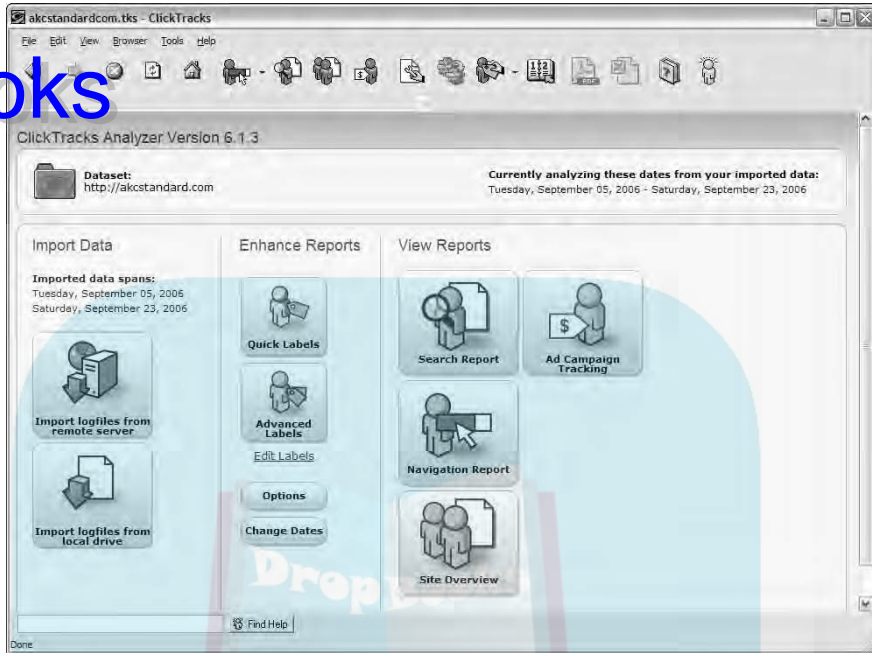 akcstandardcom.tks - ClickTracks
File Edit View Browser Tools Help
oks
ClickTracks Analyzer Version 6.1.3
Dataset:
http://akcstandard.com
Currently analyzing these dates from your imported data:
Tuesday, September 05, 2006 - Saturday, September 23, 2006
Import Data
Imported data spans:
Tuesday, September 05, 2006
Saturday, September 23, 2006
Import logfiles from
remote server
Import logfiles from
local drive
Enhance Reports
Quick Labels
Advanced
Labels
Edit Labels
Options
Change Dates
View Reports
Search Report
Ad Campaign
Tracking
Navigation Report
Site Overview
Drop
Find Help
Done